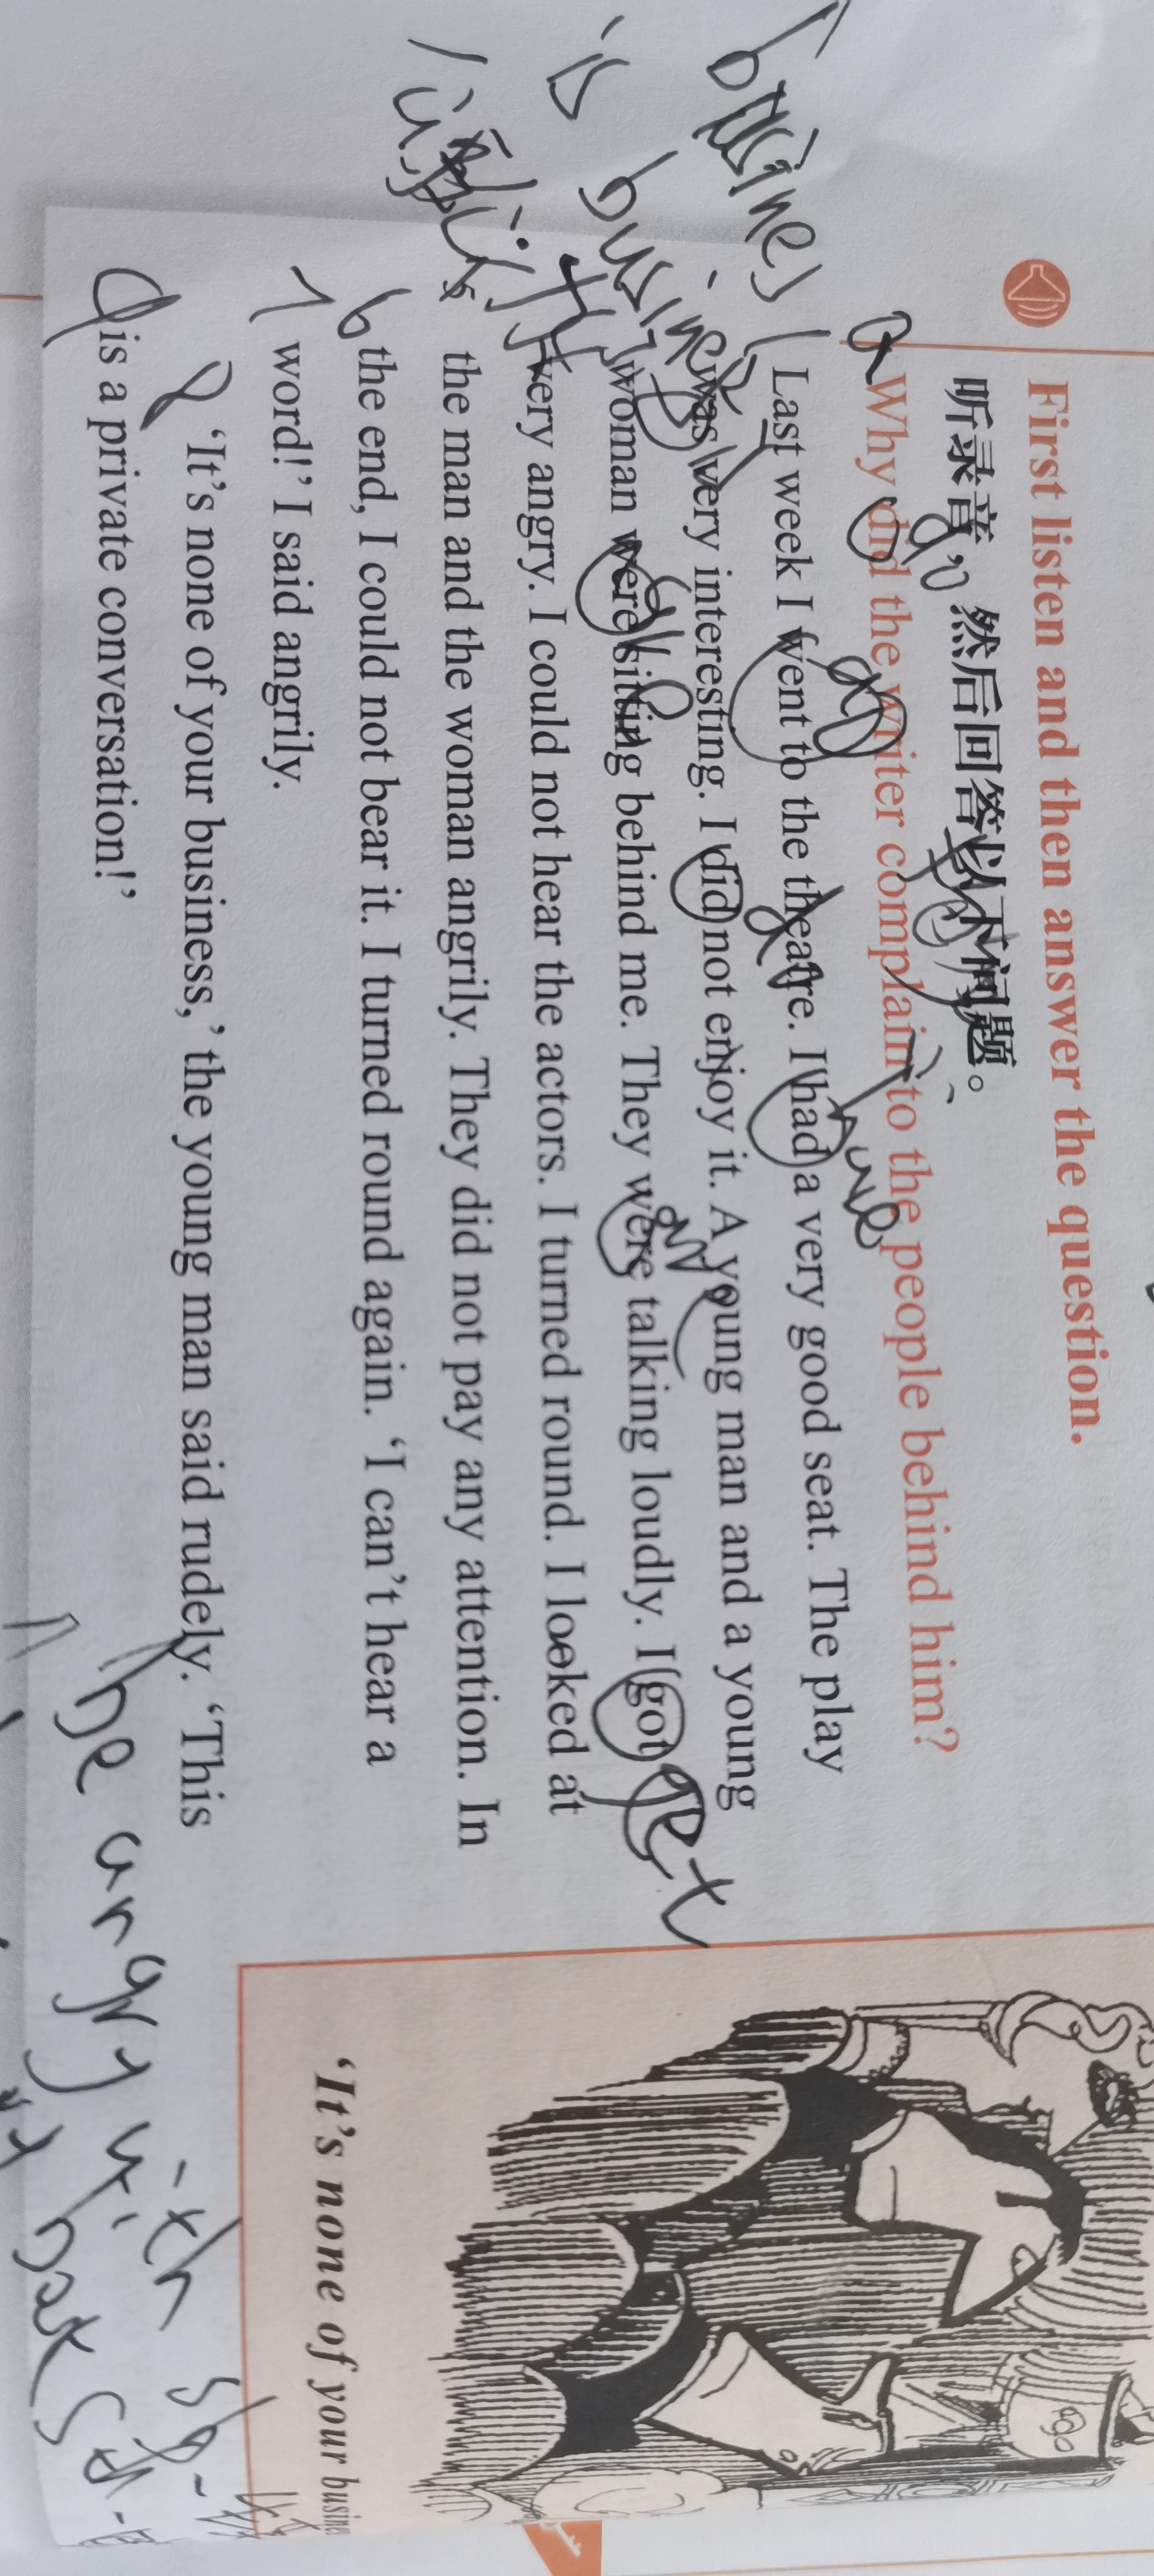 First listen and then answer the question.
听录音，然后回答以下问题。
Why did the writer complain to the people behind him?
have
Last week I went to the theatre. I had a very good seat. The play
was very interesting. I did not enjoy it. A young man and a young
woman were sitting behind me. They were talking loudly. I got
get
very angry. I could not hear the actors. I turned round. I looked at
the man and the woman angrily. They did not pay any attention. In
the end, I could not bear it. I turned round again. ‘I can’t hear a
word!’ I said angrily.
‘It’s none of your business,’ the young man said rudely. ‘This
is a private conversation!’
busines
is business
be angry with sb
‘It’s none of your busine